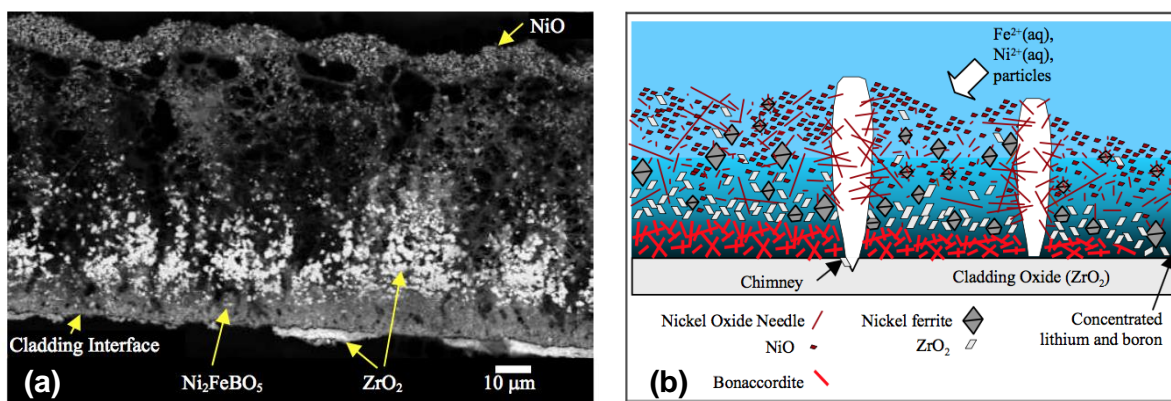 NiO
Cladding Interface
Ni₂FeBO₅
ZrO₂
10 μm
(a)
Fe²⁺(aq),
Ni²⁺(aq),
particles
Chimney
Cladding Oxide (ZrO₂)
Nickel Oxide Needle
Nickel ferrite
NiO
ZrO₂
Bonaccordite
Concentrated
lithium and boron
(b)